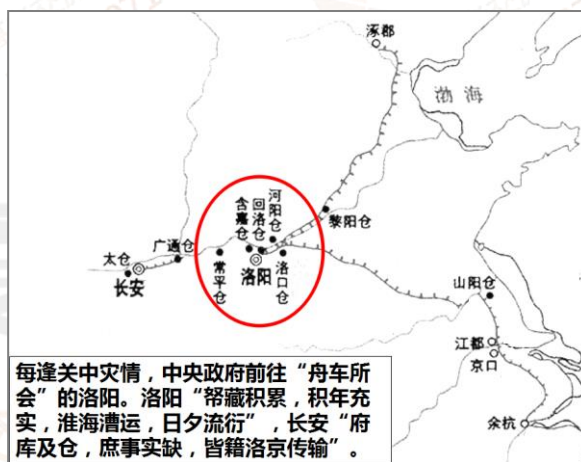 涿郡
渤海
河阳仓
回洛仓
含嘉仓
黎阳仓
广通仓
太仓
长安
常平仓
洛阳
洛口仓
山阳仓
江都
京口
余杭
每逢关中灾情，中央政府前往“舟车所
会”的洛阳。洛阳“帑藏积累，积年充
实，淮海漕运，日夕流衍”，长安“府
库及仓，庶事实缺，皆籍洛京传输”。